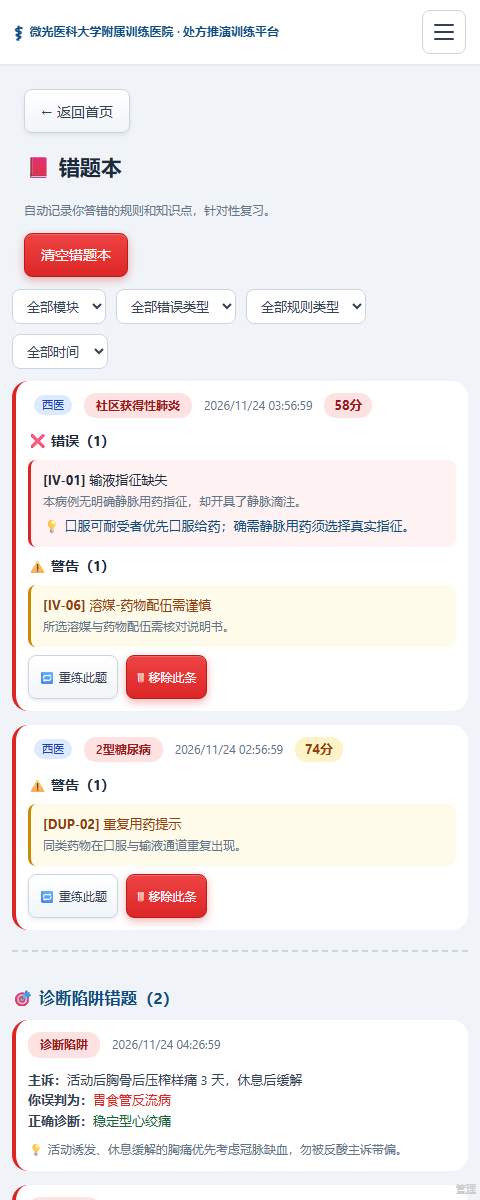 微光医科大学附属训练医院 · 处方推演训练平台
← 返回首页
错题本
自动记录你答错的规则和知识点，针对性复习。
清空错题本
全部模块 全部错误类型 全部规则类型
全部时间
西医 社区获得性肺炎 2026/11/24 03:56:59 58分
错误（1）
[IV-01] 输液指征缺失
本病例无明确静脉用药指征，却开具了静脉滴注。
口服可耐受者优先口服给药；确需静脉用药须选择真实指征。
警告（1）
[IV-06] 溶媒-药物配伍需谨慎
所选溶媒与药物配伍需核对说明书。
重练此题 移除此条
西医 2型糖尿病 2026/11/24 02:56:59 74分
警告（1）
[DUP-02] 重复用药提示
同类药物在口服与输液通道重复出现。
重练此题 移除此条
诊断陷阱错题（2）
诊断陷阱 2026/11/24 04:26:59
主诉：活动后胸骨后压榨样痛 3 天，休息后缓解
你误判为：胃食管反流病
正确诊断：稳定型心绞痛
活动诱发、休息缓解的胸痛优先考虑冠脉缺血，勿被反酸主诉带偏。
管理